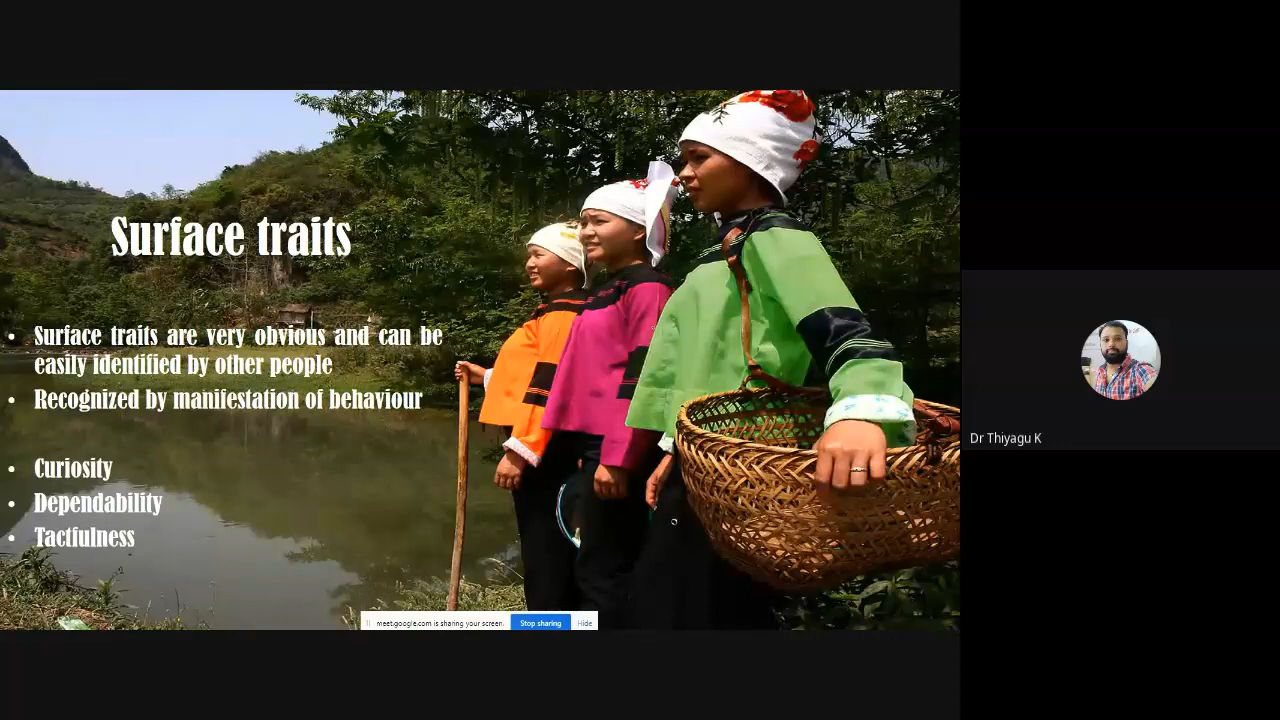 Surface traits
• Surface traits are very obvious and can be
easily identified by other people
• Recognized by manifestation of behaviour
• Curiosity
• Dependability
• Tactfulness
meet.google.com is sharing your screen. Stop sharing Hide
Dr Thiyagu K